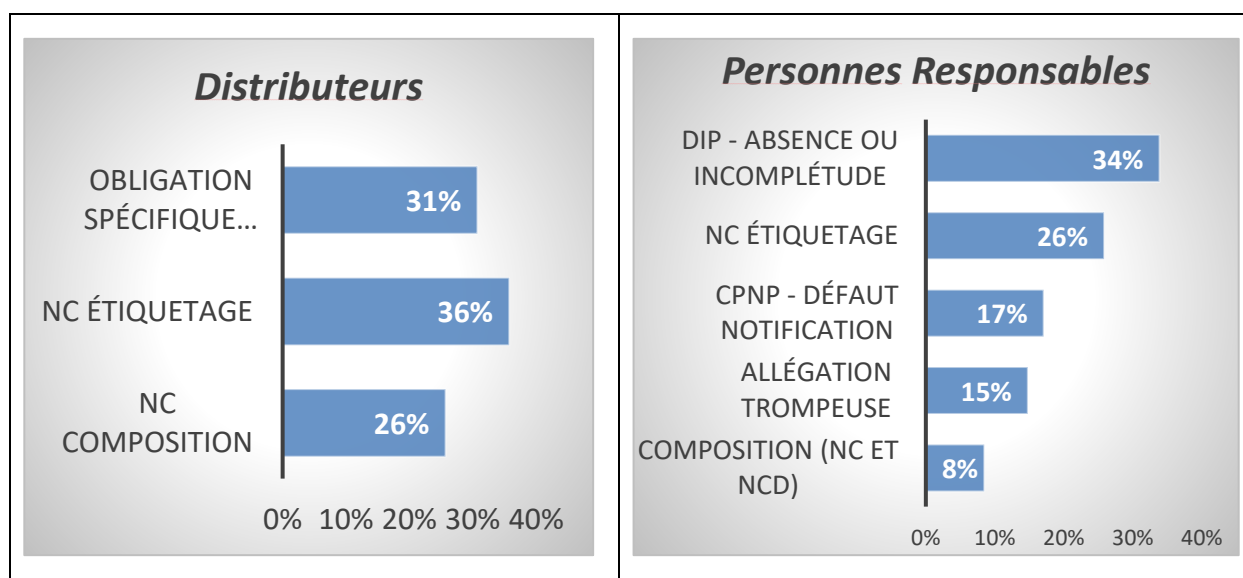 Distributeurs
OBLIGATION
SPÉCIFIQUE...
31%
NC ÉTIQUETAGE
36%
NC
COMPOSITION
26%
0% 10% 20% 30% 40%
Personnes Responsables
DIP - ABSENCE OU
INCOMPLÉTUDE
34%
NC ÉTIQUETAGE
26%
CPNP - DÉFAUT
NOTIFICATION
17%
ALLÉGATION
TROMPEUSE
15%
COMPOSITION (NC ET
NCD)
8%
0% 10% 20% 30% 40%